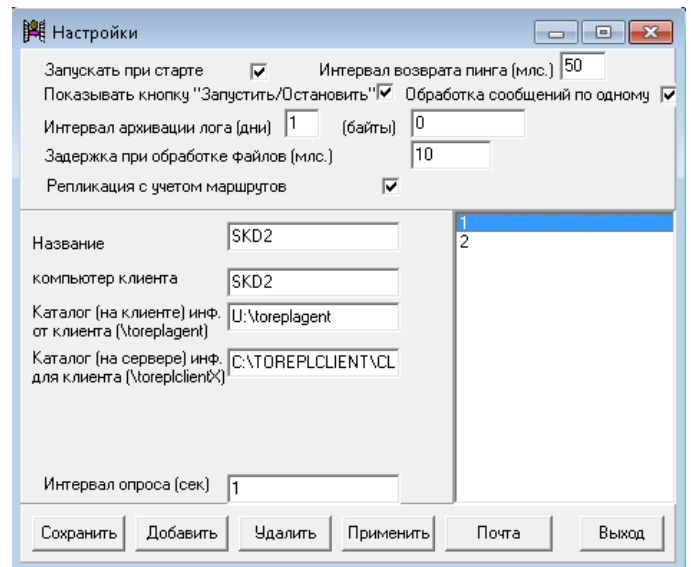 Настройки
Запускать при старте Интервал возврата пинга (млс.) 50
Показывать кнопку "Запустить/Остановить" Обработка сообщений по одному
Интервал архивации лога (дни) 1 (байты) 0
Задержка при обработке файлов (млс.) 10
Репликация с учетом маршрутов
Название SKD2
компьютер клиента SKD2
Каталог (на клиенте) инф. от клиента (\toreplagent) U:\toreplagent
Каталог (на сервере) инф. для клиента (\toreplclientX) C:\TOREPLCLIENT\CL
Интервал опроса (сек) 1
1
2
Сохранить Добавить Удалить Применить Почта Выход